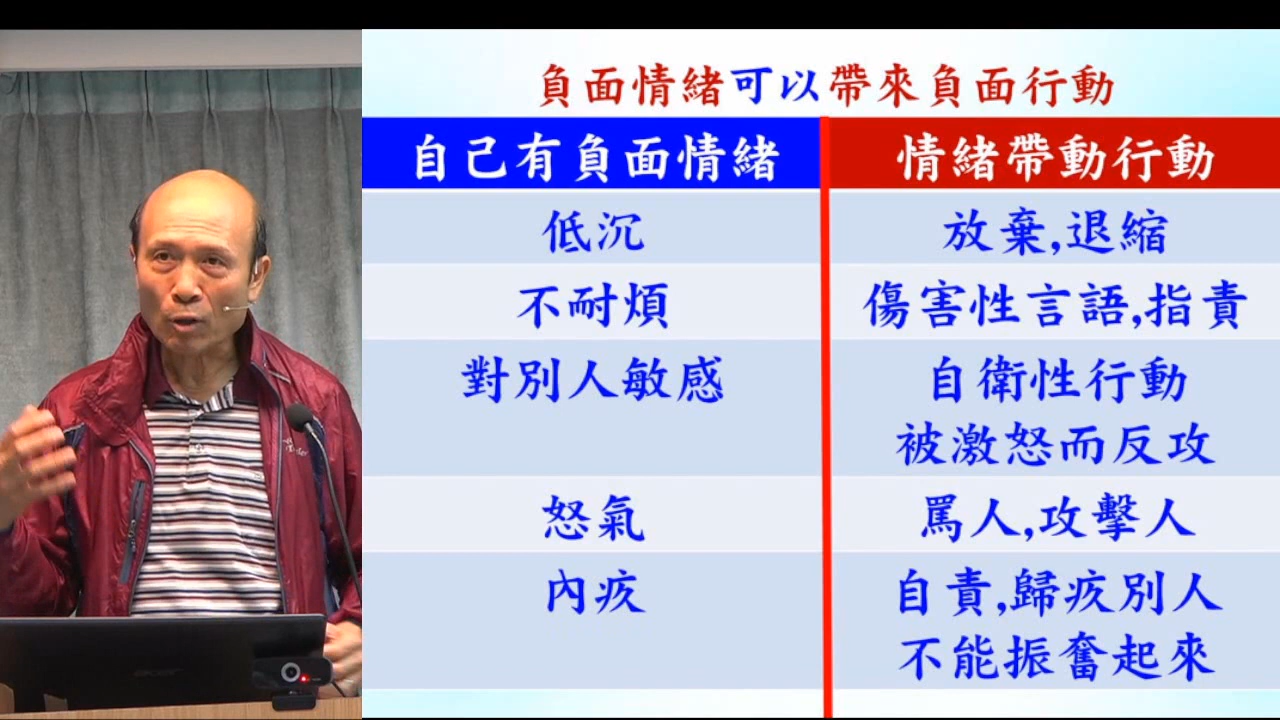 負面情緒可以帶來負面行動
自己有負面情緒 情緒帶動行動
低沉 放棄,退縮
不耐煩 傷害性言語,指責
對別人敏感 自衛性行動
被激怒而反攻
怒氣 罵人,攻擊人
內疚 自責,歸疚別人
不能振奮起來
acer